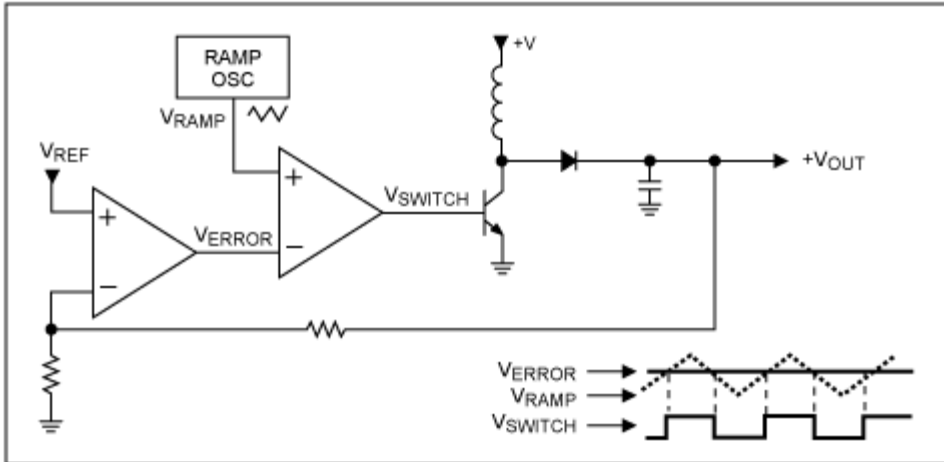 +V
RAMP
OSC
VRAMP
VREF
+
+
VSWITCH
+VOUT
VERROR
−
−
VERROR
VRAMP
VSWITCH